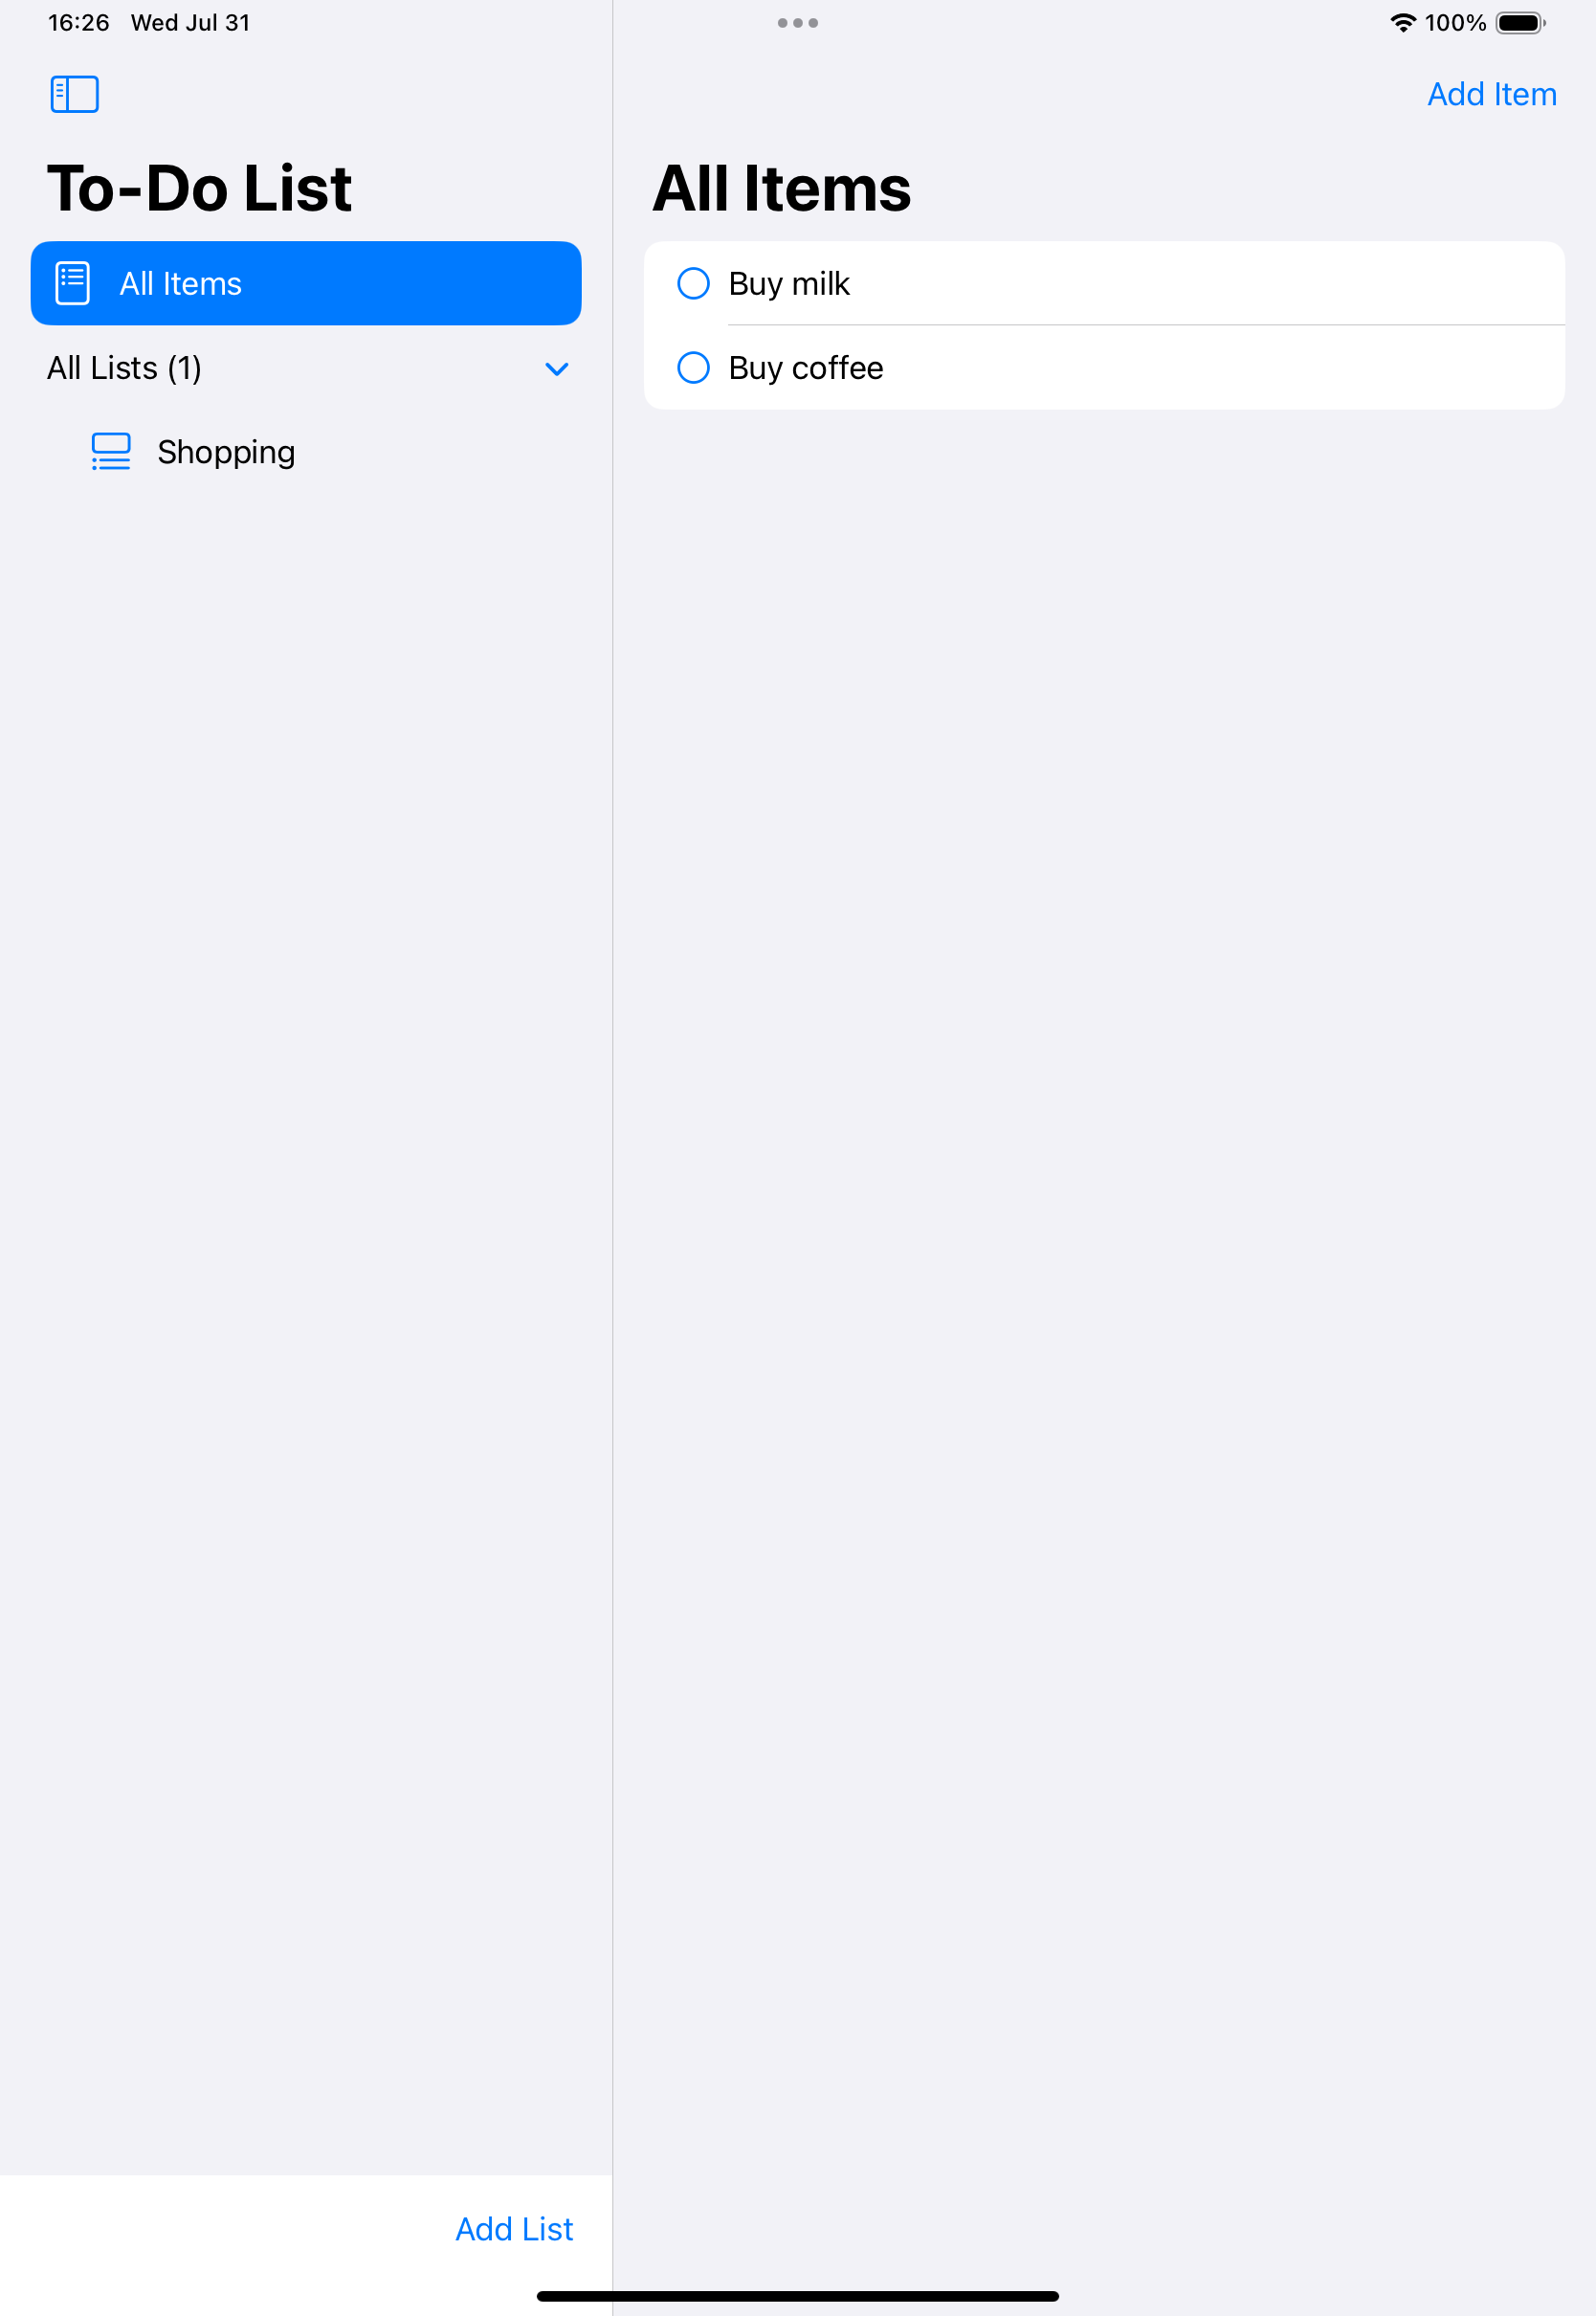 16:26 Wed Jul 31
100%
Add Item
To-Do List
All Items
All Lists (1)
Shopping
All Items
Buy milk
Buy coffee
Add List